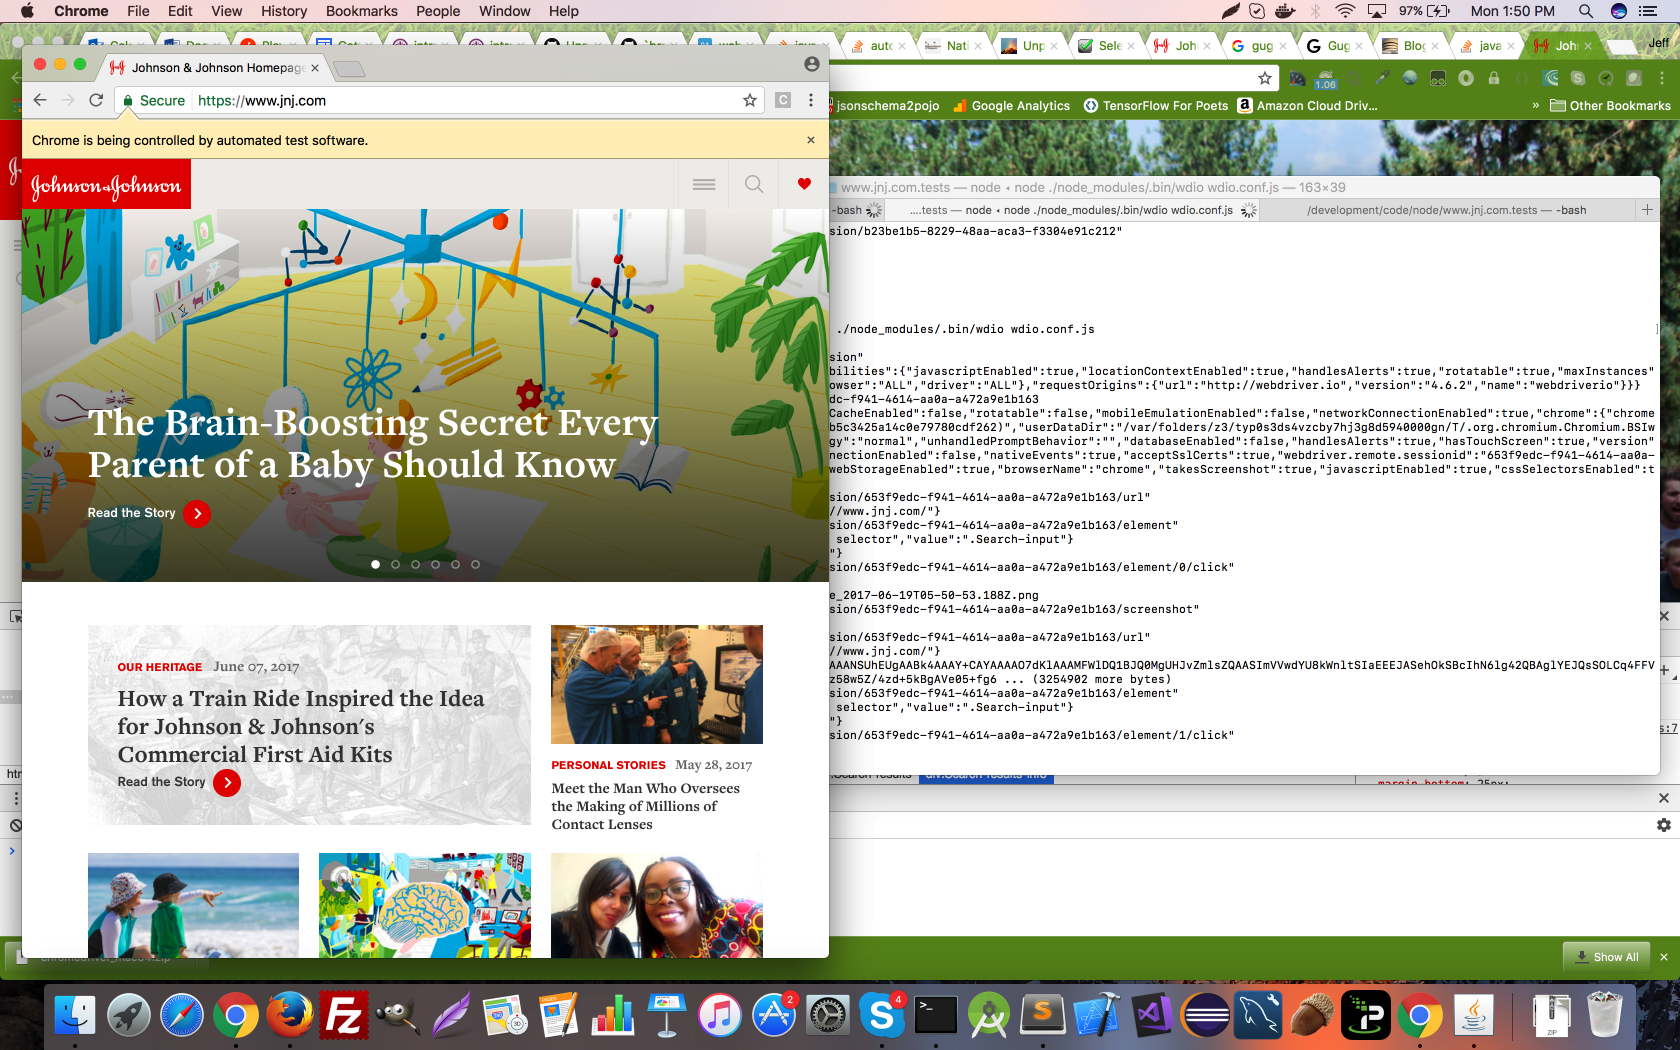 Chrome File Edit View History Bookmarks People Window Help
97% Mon 1:50 PM
auto Nati Unpi Sele John gug Gug Blog java John Jeff
Johnson & Johnson Homepage
Secure https://www.jnj.com
C
1.06
jsonschema2pojo Google Analytics TensorFlow For Poets Amazon Cloud Driv... » Other Bookmarks
Chrome is being controlled by automated test software.
Johnson & Johnson
The Brain-Boosting Secret Every
Parent of a Baby Should Know
Read the Story
OUR HERITAGE June 07, 2017
How a Train Ride Inspired the Idea
for Johnson & Johnson's
Commercial First Aid Kits
Read the Story
PERSONAL STORIES May 28, 2017
Meet the Man Who Oversees
the Making of Millions of
Contact Lenses
www.jnj.com.tests — node ◂ node ./node_modules/.bin/wdio wdio.conf.js — 163×39
-bash ....tests — node ◂ node ./node_modules/.bin/wdio wdio.conf.js /development/code/node/www.jnj.com.tests — -bash
sion/b23be1b5-8229-48aa-aca3-f3304e91c212"
./node_modules/.bin/wdio wdio.conf.js
sion"
bilities":{"javascriptEnabled":true,"locationContextEnabled":true,"handlesAlerts":true,"rotatable":true,"maxInstances"
owser":"ALL","driver":"ALL"},"requestOrigins":{"url":"http://webdriver.io","version":"4.6.2","name":"webdriverio"}}}
dc-f941-4614-aa0a-a472a9e1b163
CacheEnabled":false,"rotatable":false,"mobileEmulationEnabled":false,"networkConnectionEnabled":true,"chrome":{"chrome
b5c3425a14c0e79780cdf262)","userDataDir":"/var/folders/z3/typ0s3ds4vzcby7hj3g8d5940000gn/T/.org.chromium.Chromium.BSIw
gy":"normal","unhandledPromptBehavior":"","databaseEnabled":false,"handlesAlerts":true,"hasTouchScreen":true,"version"
nectionEnabled":false,"nativeEvents":true,"acceptSslCerts":true,"webdriver.remote.sessionid":"653f9edc-f941-4614-aa0a-
webStorageEnabled":true,"browserName":"chrome","takesScreenshot":true,"javascriptEnabled":true,"cssSelectorsEnabled":t
sion/653f9edc-f941-4614-aa0a-a472a9e1b163/url"
//www.jnj.com/"}
sion/653f9edc-f941-4614-aa0a-a472a9e1b163/element"
selector","value":".Search-input"}
"}
sion/653f9edc-f941-4614-aa0a-a472a9e1b163/element/0/click"
e_2017-06-19T05-50-53.188Z.png
sion/653f9edc-f941-4614-aa0a-a472a9e1b163/screenshot"
sion/653f9edc-f941-4614-aa0a-a472a9e1b163/url"
//www.jnj.com/"}
z58w5Z/4zd+5kBgAVe05+fg6 ... (3254902 more bytes)
sion/653f9edc-f941-4614-aa0a-a472a9e1b163/element"
selector","value":".Search-input"}
"}
sion/653f9edc-f941-4614-aa0a-a472a9e1b163/element/1/click"
s:7
htr
margin-bottom: 25px;
Show All
2
4
ZIP